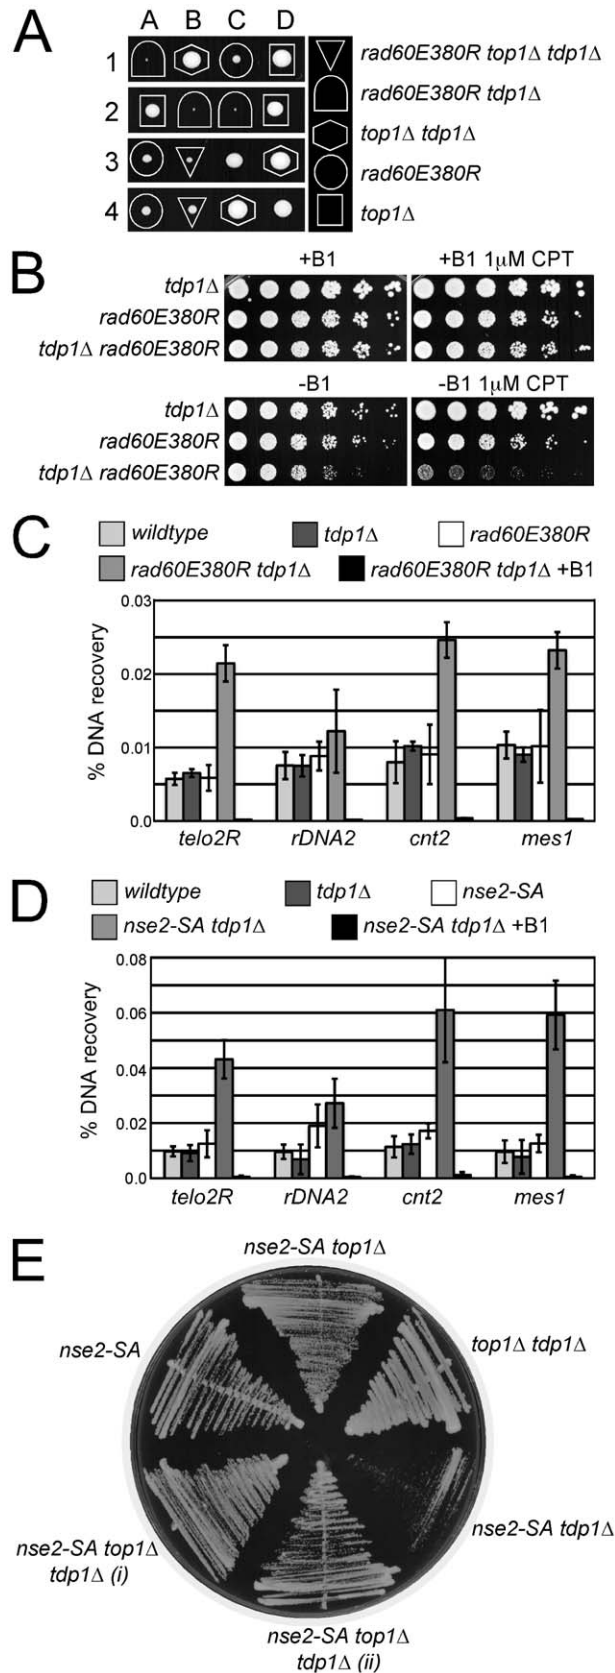 A
A B C D
1
2
3
4
rad60E380R top1Δ tdp1Δ
rad60E380R tdp1Δ
top1Δ tdp1Δ
rad60E380R
top1Δ
B
+B1 +B1 1μM CPT
tdp1Δ
rad60E380R
tdp1Δ rad60E380R
-B1 -B1 1μM CPT
tdp1Δ
rad60E380R
tdp1Δ rad60E380R
C
wildtype tdp1Δ rad60E380R
rad60E380R tdp1Δ rad60E380R tdp1Δ +B1
% DNA recovery
0.03
0.02
0.01
0.0
telo2R rDNA2 cnt2 mes1
D
wildtype tdp1Δ nse2-SA
nse2-SA tdp1Δ nse2-SA tdp1Δ +B1
% DNA recovery
0.08
0.06
0.04
0.02
0.0
telo2R rDNA2 cnt2 mes1
E
nse2-SA top1Δ
nse2-SA
top1Δ tdp1Δ
nse2-SA tdp1Δ
nse2-SA top1Δ
tdp1Δ (i)
nse2-SA top1Δ
tdp1Δ (ii)